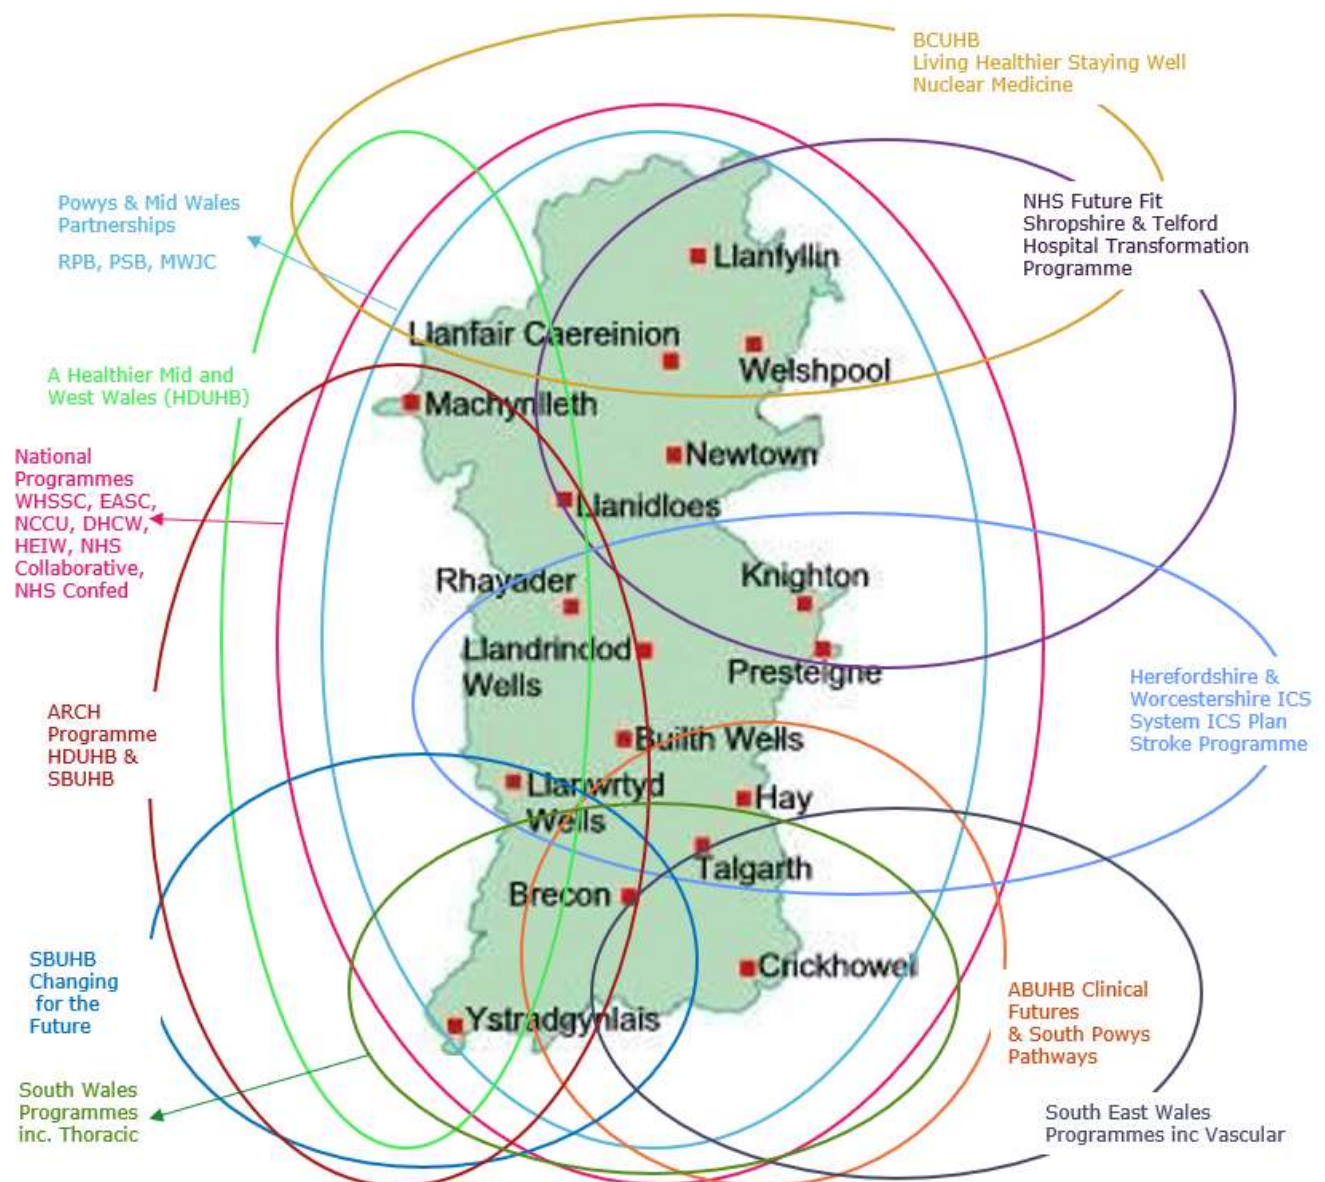 BCUHB
Living Healthier Staying Well
Nuclear Medicine
Powys & Mid Wales
Partnerships
RPB, PSB, MWJC
NHS Future Fit
Shropshire & Telford
Hospital Transformation
Programme
Llanfyllin
Llanfair Caereinion
Welshpool
A Healthier Mid and
West Wales (HDUHB)
Machynlleth
National
Programmes
WHSSC, EASC,
NCCU, DHCW,
HEIW, NHS
Collaborative,
NHS Confed
Newtown
Llanidloes
Rhayader
Knighton
Llandrindod
Wells
Presteigne
Herefordshire &
Worcestershire ICS
System ICS Plan
Stroke Programme
ARCH
Programme
HDUHB &
SBUHB
Builth Wells
Llanwrtyd
Wells
Hay
Talgarth
Brecon
SBUHB
Changing
for the
Future
Crickhowel
ABUHB Clinical
Futures
& South Powys
Pathways
Ystradgynlais
South Wales
Programmes
inc. Thoracic
South East Wales
Programmes inc Vascular